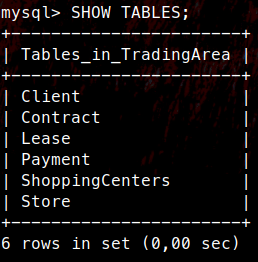 mysql> SHOW TABLES;
+-----------------------+
| Tables_in_TradingArea |
+-----------------------+
| Client                |
| Contract              |
| Lease                 |
| Payment               |
| ShoppingCenters       |
| Store                 |
+-----------------------+
6 rows in set (0,00 sec)